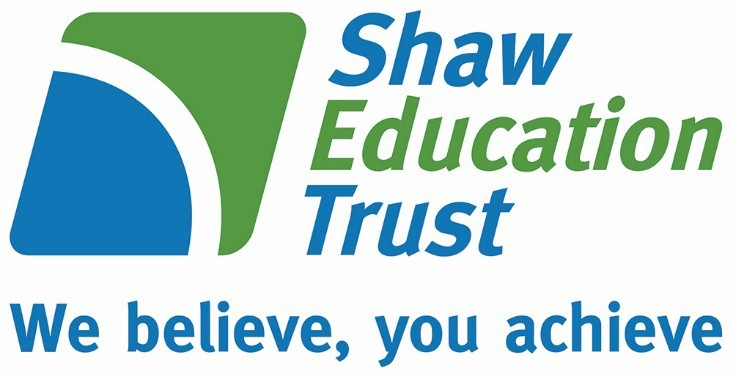 Shaw
Education
Trust
We believe, you achieve